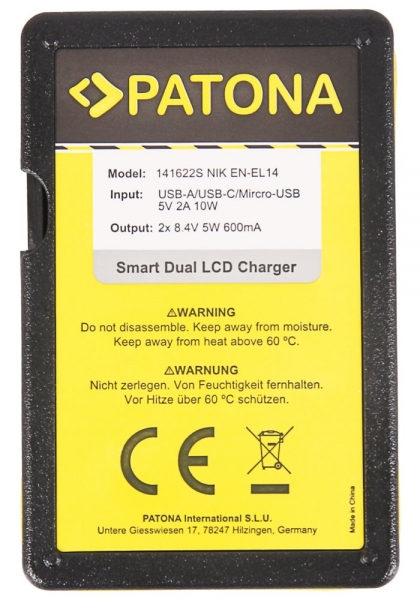 PATONA
Model: 141622S NIK EN-EL14
Input: USB-A/USB-C/Mircro-USB
5V 2A 10W
Output: 2x 8.4V 5W 600mA
Smart Dual LCD Charger
⚠WARNING
Do not disassemble. Keep away from moisture.
Keep away from heat above 60 ºC.
⚠WARNUNG
Nicht zerlegen. Von Feuchtigkeit fernhalten.
Vor Hitze über 60 ºC schützen.
CE
PATONA International S.L.U.
Untere Giesswiesen 17, 78247 Hilzingen, Germany
Made in China